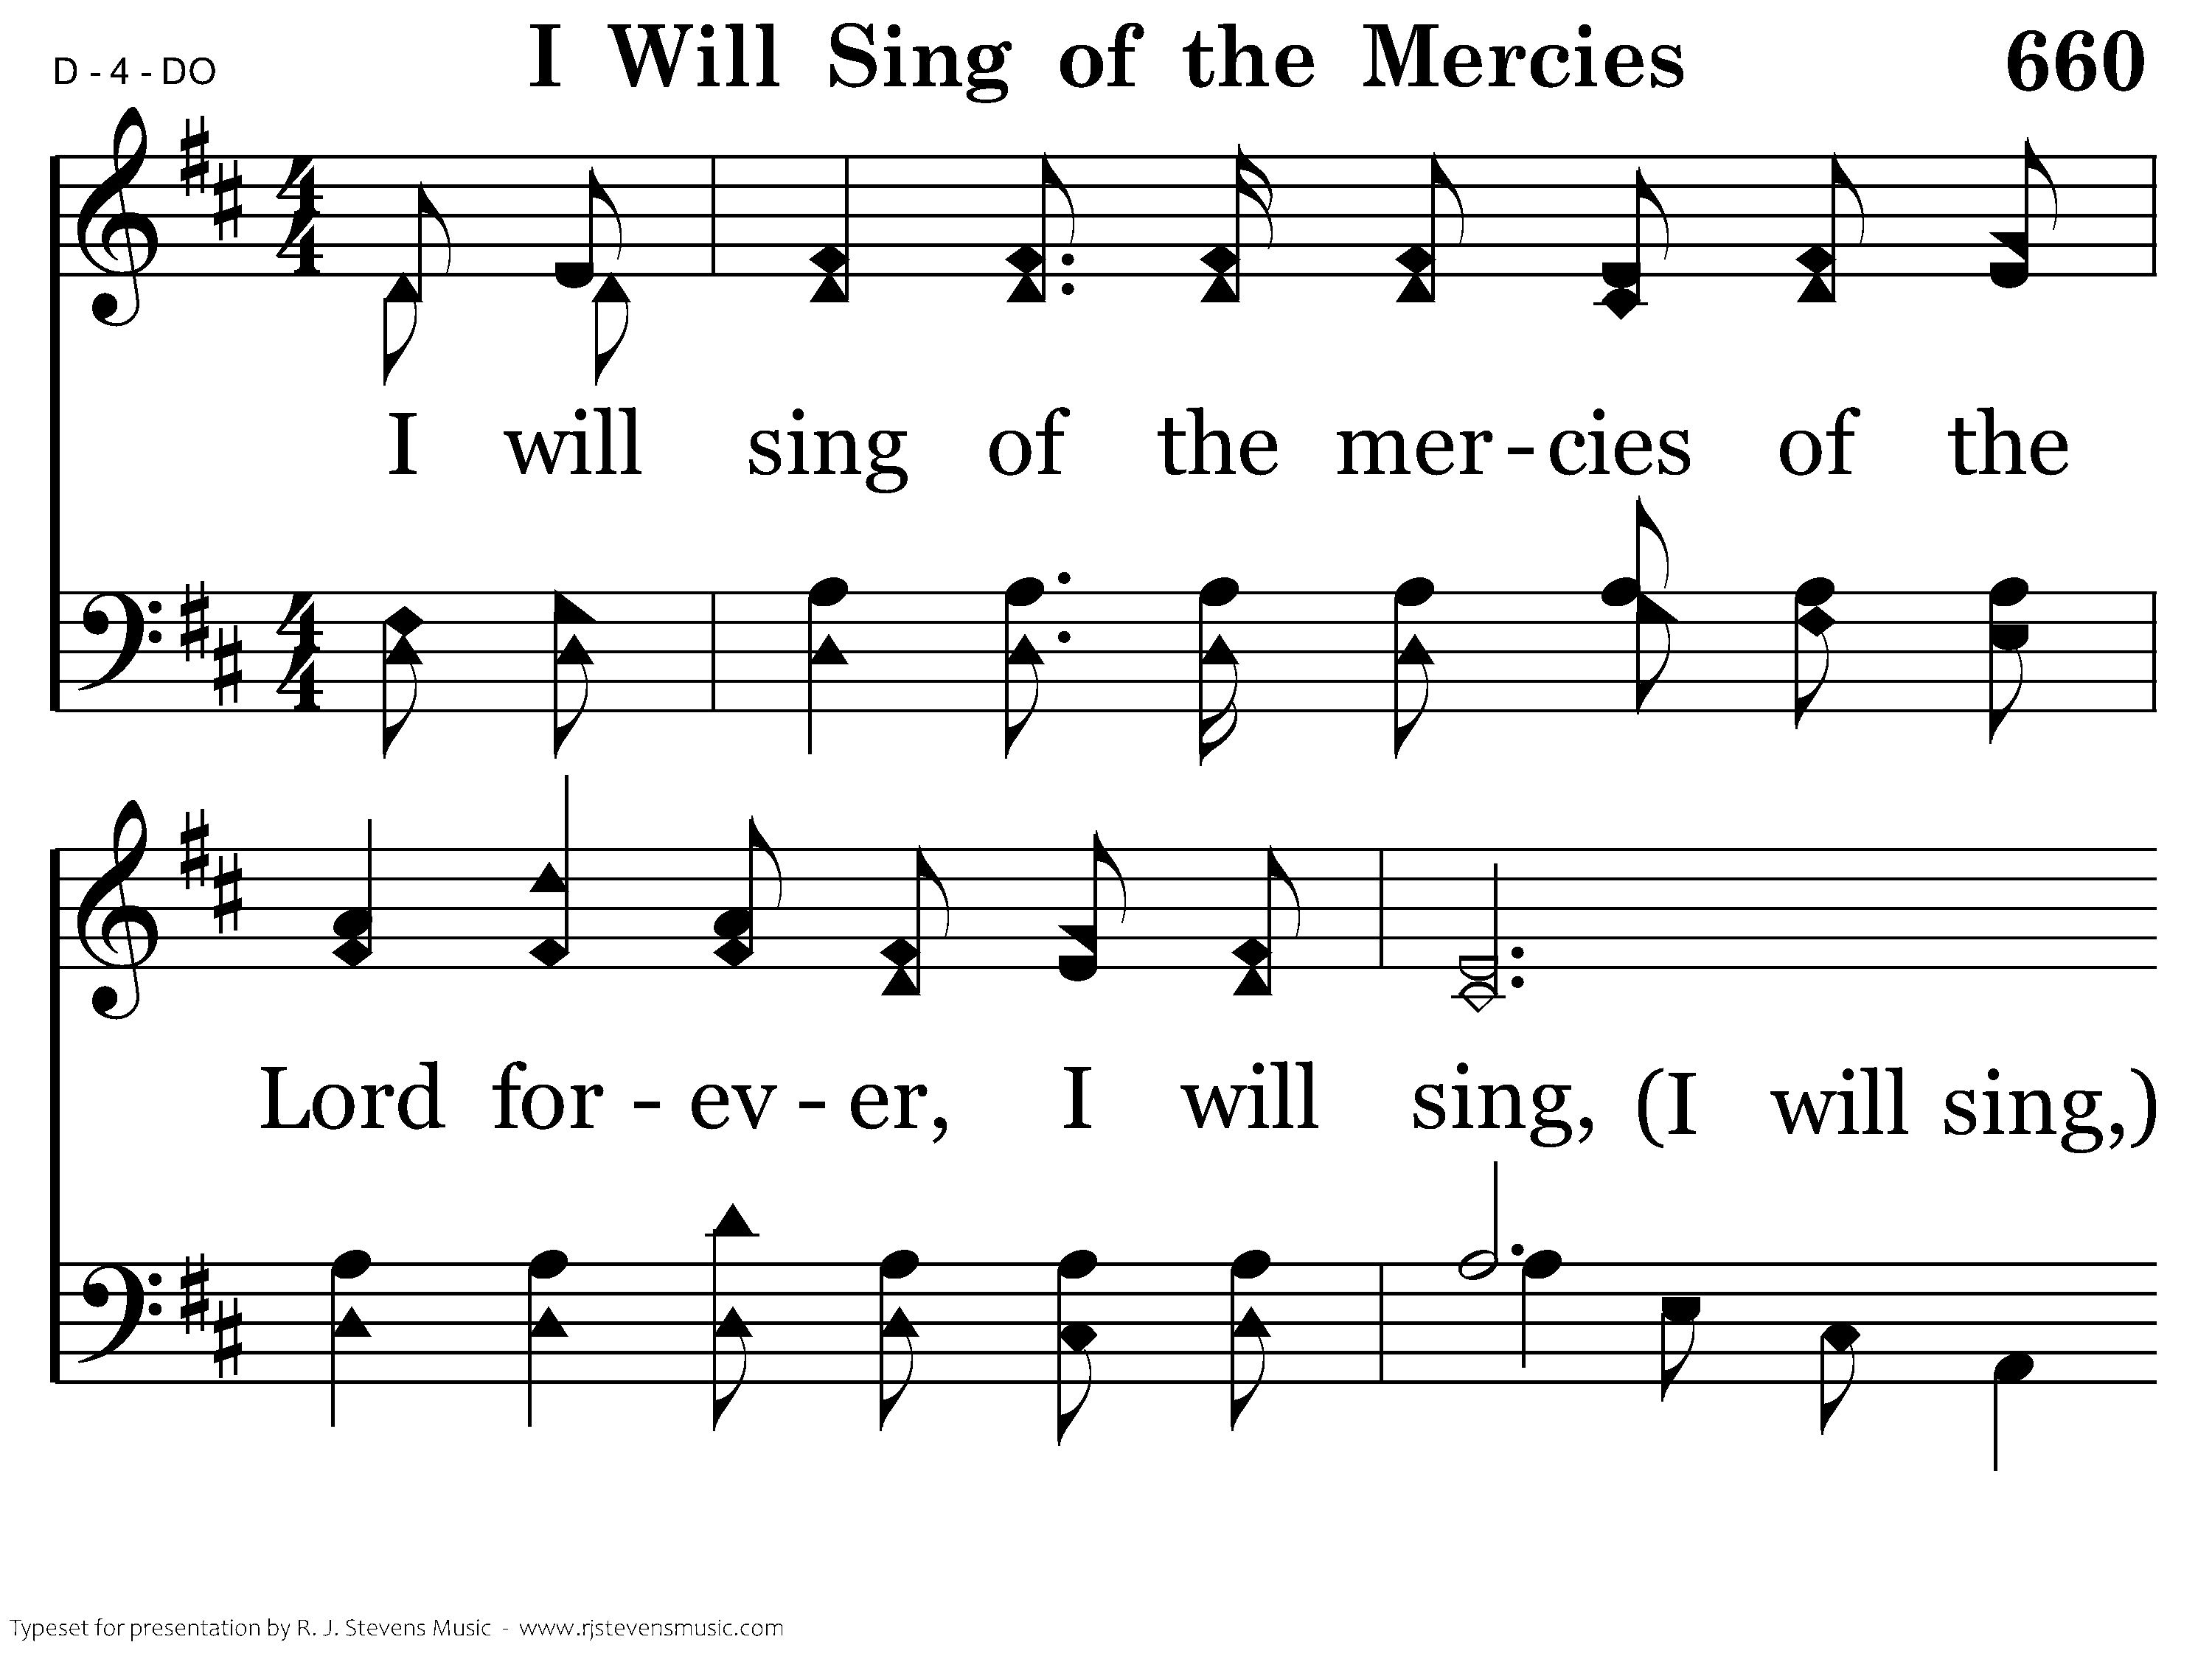 I Will Sing of the Mercies 660
D - 4 - DO
I will sing of the mer - cies of the
Lord for - ev - er, I will sing, (I will sing,)
Typeset for presentation by R. J. Stevens Music - www.rjstevensmusic.com